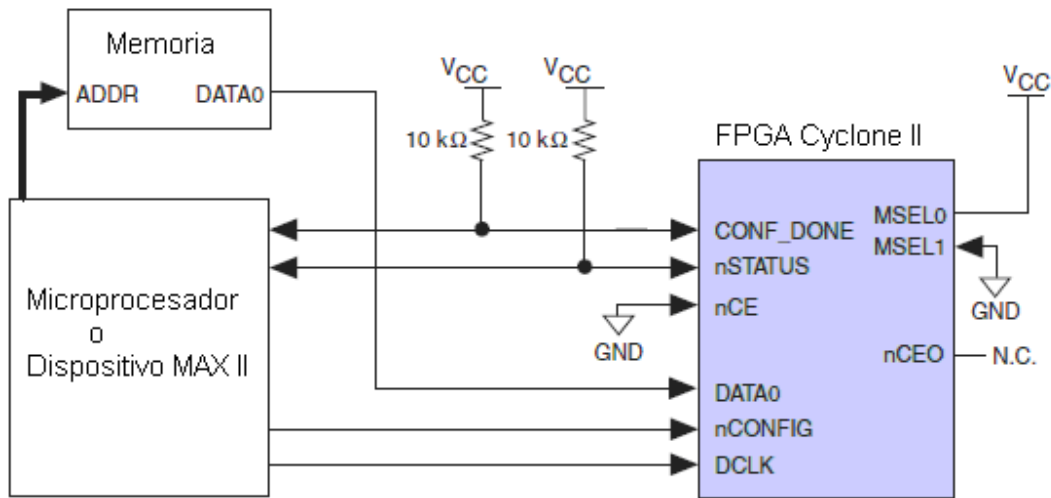 Memoria
ADDR DATA0
VCC VCC
10 kΩ 10 kΩ
VCC
FPGA Cyclone II
MSEL0
MSEL1
CONF_DONE
nSTATUS
nCE
GND
GND
nCEO N.C.
DATA0
nCONFIG
DCLK
Microprocesador
o
Dispositivo MAX II